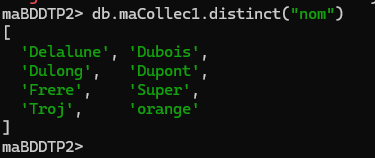 maBDDTP2> db.maCollec1.distinct("nom")
[
  'Delalune', 'Dubois',
  'Dulong',   'Dupont',
  'Frere',    'Super',
  'Troj',     'orange'
]
maBDDTP2>